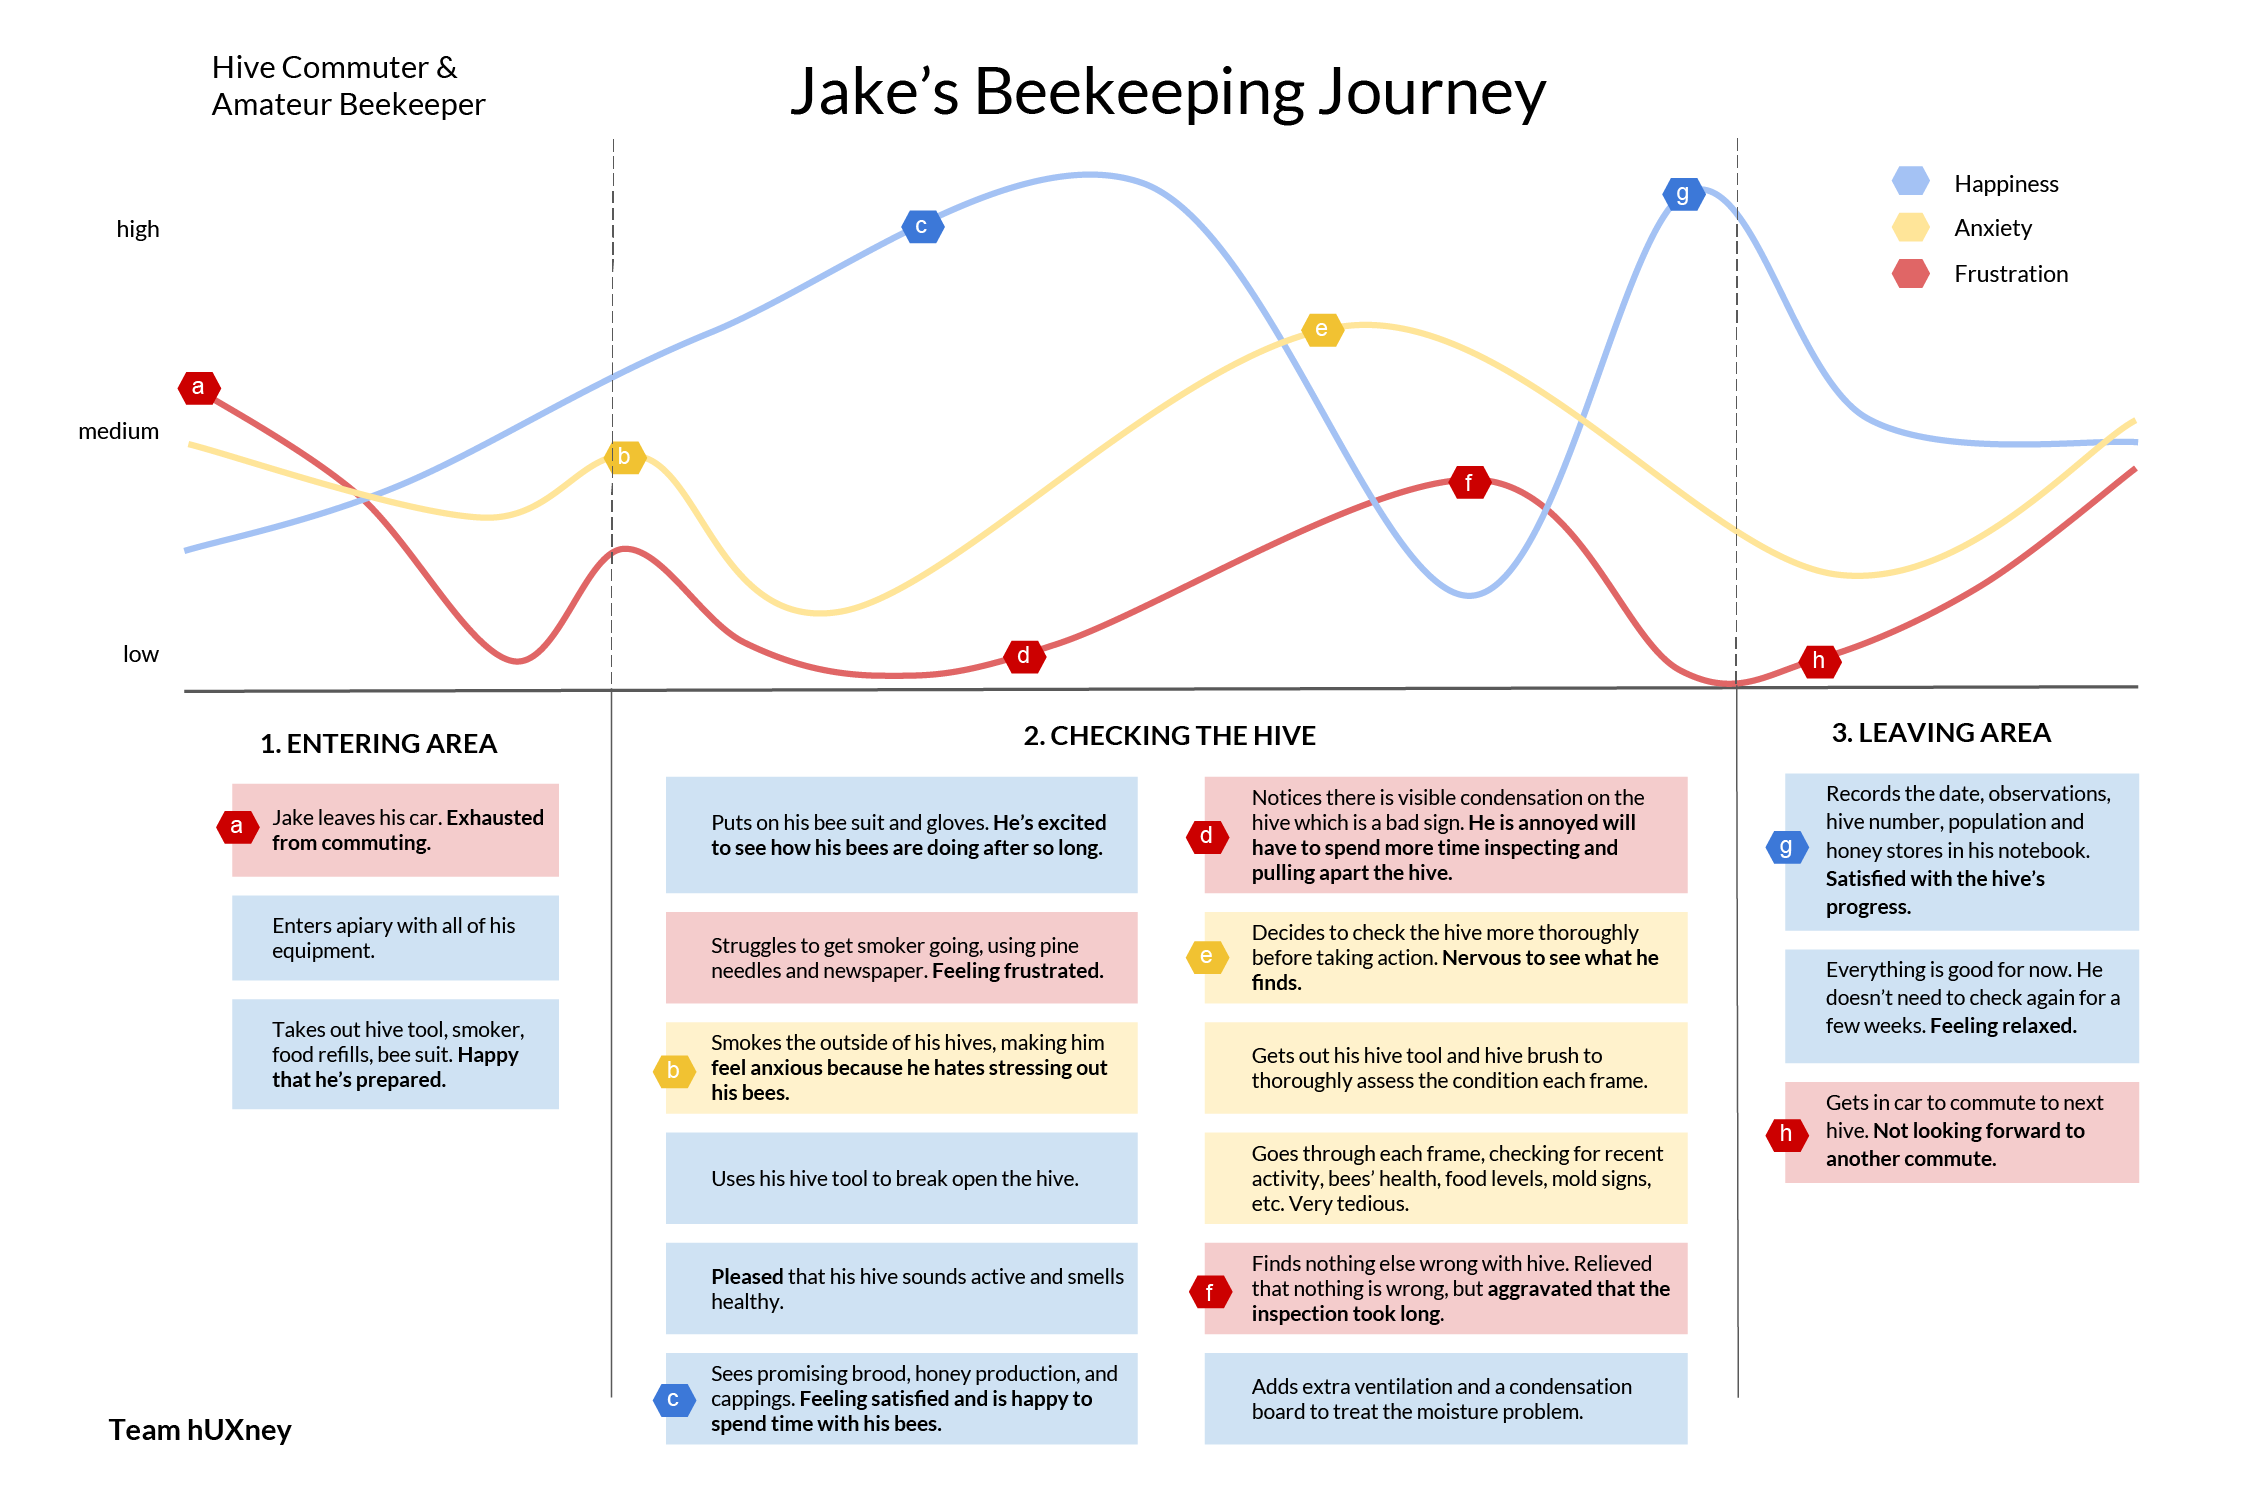 Hive Commuter &
Amateur Beekeeper
Jake's Beekeeping Journey
high
medium
low
Happiness
Anxiety
Frustration
a
b
c
d
e
f
g
h
1. ENTERING AREA
a
Jake leaves his car. Exhausted
from commuting.
Enters apiary with all of his
equipment.
Takes out hive tool, smoker,
food refills, bee suit. Happy
that he's prepared.
2. CHECKING THE HIVE
Puts on his bee suit and gloves. He's excited
to see how his bees are doing after so long.
Struggles to get smoker going, using pine
needles and newspaper. Feeling frustrated.
b
Smokes the outside of his hives, making him
feel anxious because he hates stressing out
his bees.
Uses his hive tool to break open the hive.
Pleased that his hive sounds active and smells
healthy.
c
Sees promising brood, honey production, and
cappings. Feeling satisfied and is happy to
spend time with his bees.
d
Notices there is visible condensation on the
hive which is a bad sign. He is annoyed will
have to spend more time inspecting and
pulling apart the hive.
e
Decides to check the hive more thoroughly
before taking action. Nervous to see what he
finds.
Gets out his hive tool and hive brush to
thoroughly assess the condition each frame.
Goes through each frame, checking for recent
activity, bees' health, food levels, mold signs,
etc. Very tedious.
f
Finds nothing else wrong with hive. Relieved
that nothing is wrong, but aggravated that the
inspection took long.
Adds extra ventilation and a condensation
board to treat the moisture problem.
3. LEAVING AREA
g
Records the date, observations,
hive number, population and
honey stores in his notebook.
Satisfied with the hive's
progress.
Everything is good for now. He
doesn't need to check again for a
few weeks. Feeling relaxed.
h
Gets in car to commute to next
hive. Not looking forward to
another commute.
Team hUXney